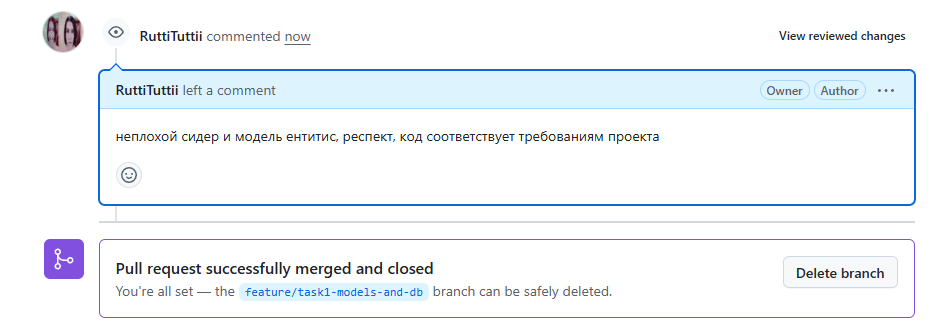 RuttiTuttii commented now
View reviewed changes
RuttiTuttii left a comment
Owner
Author
неплохой сидер и модель ентитис, респект, код соответствует требованиям проекта
Pull request successfully merged and closed
You're all set — the feature/task1-models-and-db branch can be safely deleted.
Delete branch